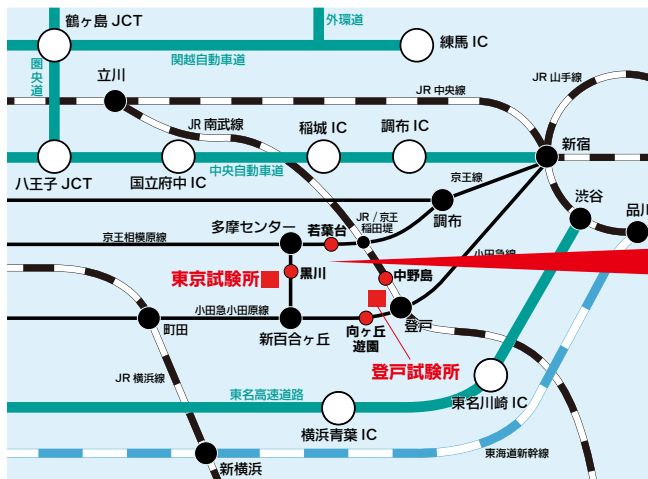 鶴ヶ島 JCT
外環道
練馬 IC
関越自動車道
圏央道
立川
JR 中央線
JR 山手線
JR 南武線
稲城 IC
調布 IC
新宿
八王子 JCT
国立府中 IC
中央自動車道
京王線
渋谷
調布
品川
多摩センター
若葉台
JR / 京王
稲田堤
京王相模原線
小田急線
東京試験所
黒川
中野島
小田急小田原線
町田
新百合ヶ丘
向ヶ丘
遊園
登戸
登戸試験所
JR 横浜線
東名高速道路
東名川崎 IC
横浜青葉 IC
東海道新幹線
新横浜